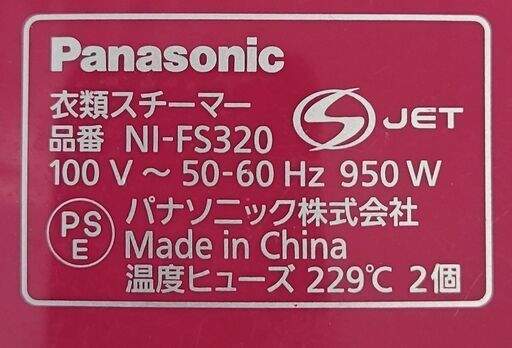 Panasonic
衣類スチーマー
品番 NI-FS320
S JET
100 V ～ 50-60 Hz 950 W
PS
E
パナソニック株式会社
Made in China
温度ヒューズ 229℃ 2個